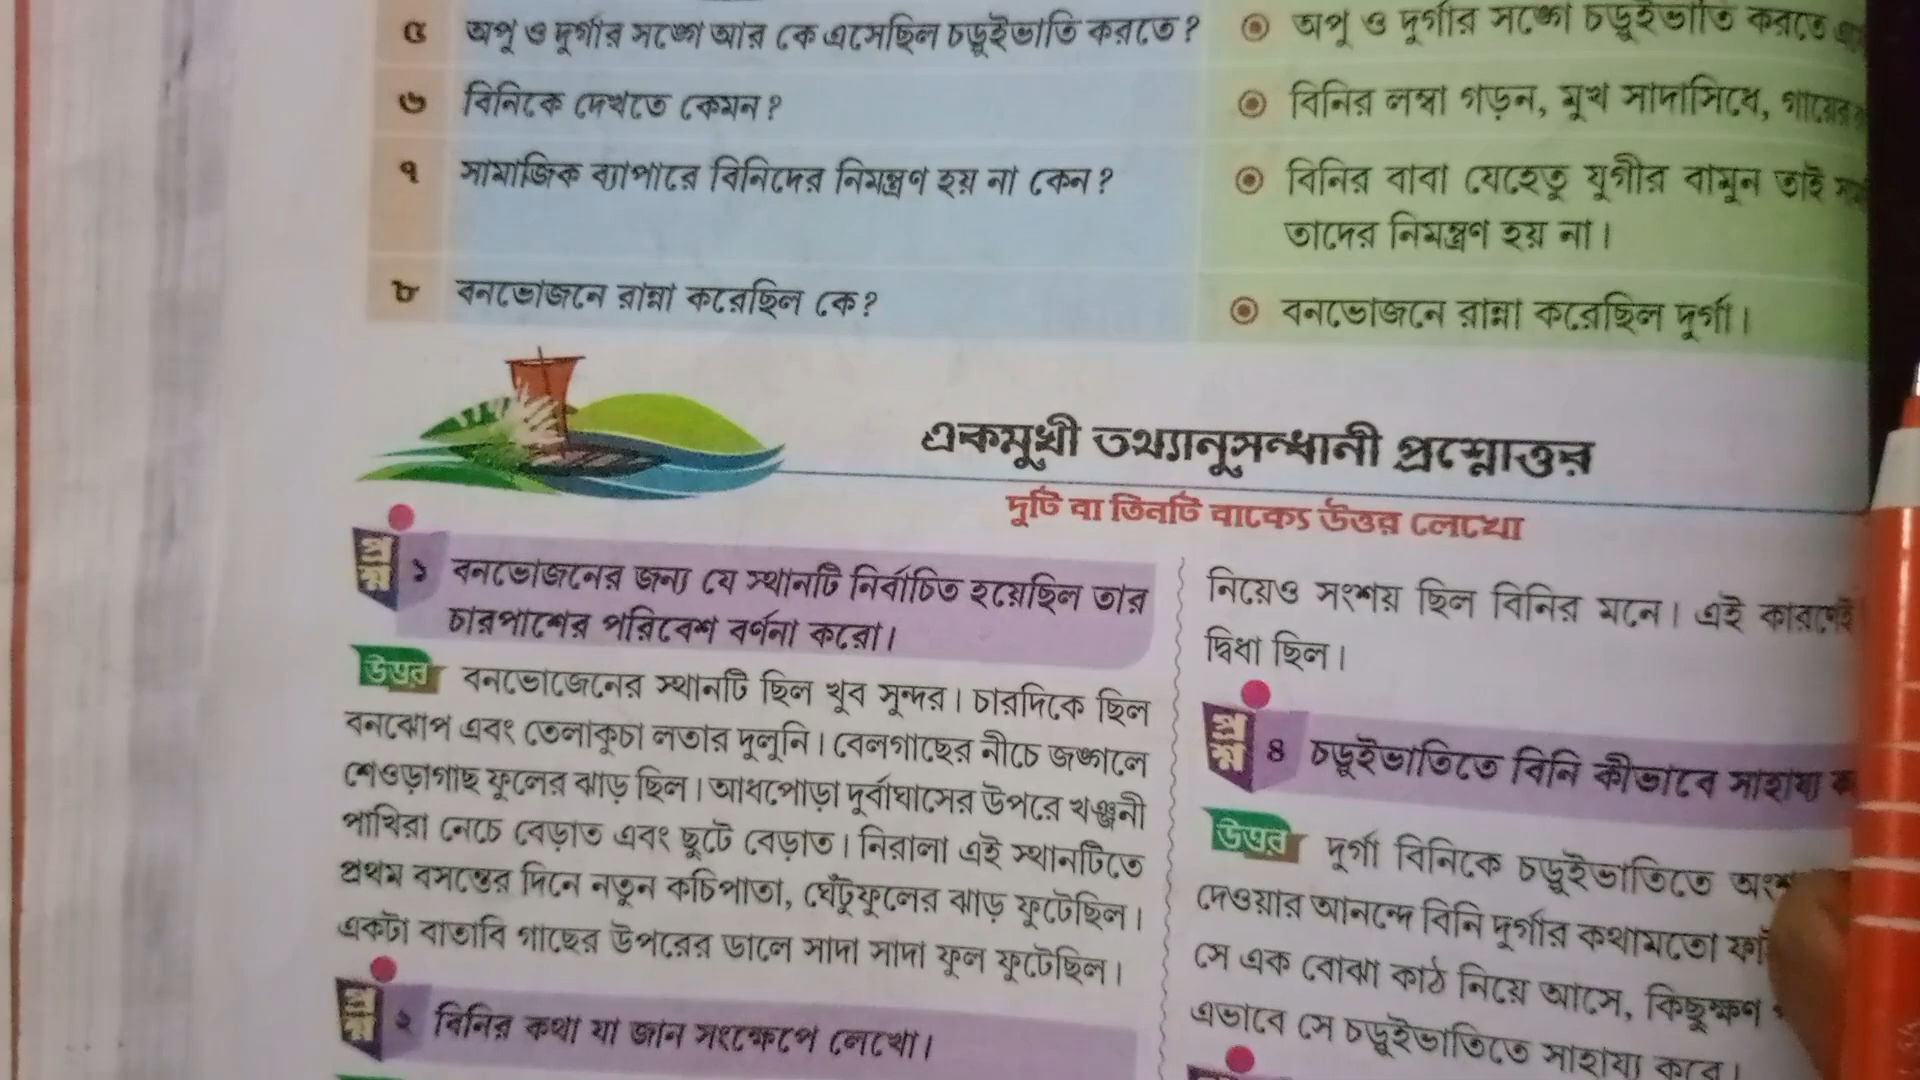 ৫ অপু ও দুর্গার সঙ্গে আর কে এসেছিল চড়ুইভাতি করতে?
অপু ও দুর্গার সঙ্গে চড়ুইভাতি করতে
৬ বিনিকে দেখতে কেমন?
বিনির লম্বা গড়ন, মুখ সাদাসিধে, গায়ের
৭ সামাজিক ব্যাপারে বিনিদের নিমন্ত্রণ হয় না কেন?
বিনির বাবা যেহেতু যুগীর বামুন তাই
তাদের নিমন্ত্রণ হয় না।
৮ বনভোজনে রান্না করেছিল কে?
বনভোজনে রান্না করেছিল দুর্গা।
একমুখী তথ্যানুসন্ধানী প্রশ্নোত্তর
দুটি বা তিনটি বাক্যে উত্তর লেখো
প্রশ্ন ১ বনভোজনের জন্য যে স্থানটি নির্বাচিত হয়েছিল তার
চারপাশের পরিবেশ বর্ণনা করো।
উত্তর বনভোজেনের স্থানটি ছিল খুব সুন্দর। চারদিকে ছিল
বনঝোপ এবং তেলাকুচা লতার দুলুনি। বেলগাছের নীচে জঙ্গলে
শেওড়াগাছ ফুলের ঝাড় ছিল। আধপোড়া দুর্বাঘাসের উপরে খঞ্জনী
পাখিরা নেচে বেড়াত এবং ছুটে বেড়াত। নিরালা এই স্থানটিতে
প্রথম বসন্তের দিনে নতুন কচিপাতা, ঘেঁটুফুলের ঝাড় ফুটেছিল।
একটা বাতাবি গাছের উপরের ডালে সাদা সাদা ফুল ফুটেছিল।
প্রশ্ন ২ বিনির কথা যা জান সংক্ষেপে লেখো।
নিয়েও সংশয় ছিল বিনির মনে। এই কারণেই
দ্বিধা ছিল।
প্রশ্ন ৪ চড়ুইভাতিতে বিনি কীভাবে সাহায্য
উত্তর দুর্গা বিনিকে চড়ুইভাতিতে
দেওয়ার আনন্দে বিনি দুর্গার কথামতো
সে এক বোঝা কাঠ নিয়ে আসে, কিছুক্ষণ
এভাবে সে চড়ুইভাতিতে সাহায্য করে।